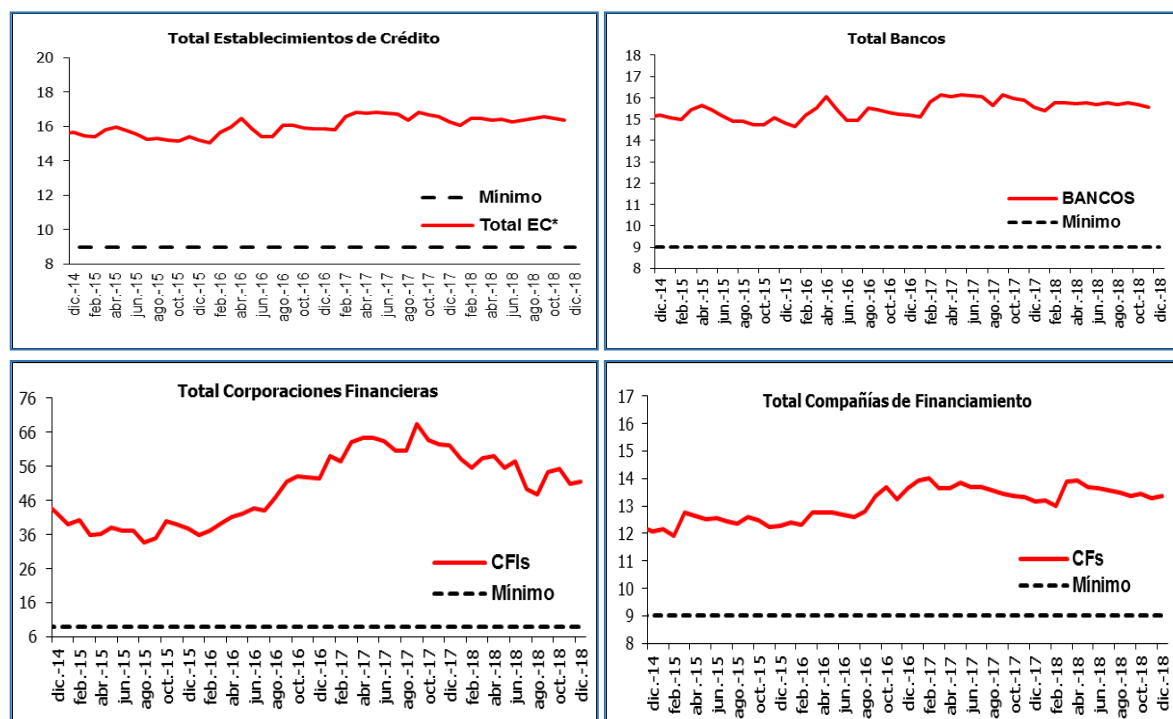 Total Establecimientos de Crédito
20
18
16
14
12
10
8
Mínimo
Total EC*
dic.-14
feb.-15
abr.-15
jun.-15
ago.-15
oct.-15
dic.-15
feb.-16
abr.-16
jun.-16
ago.-16
oct.-16
dic.-16
feb.-17
abr.-17
jun.-17
ago.-17
oct.-17
dic.-17
feb.-18
abr.-18
jun.-18
ago.-18
oct.-18
dic.-18
Total Bancos
18
17
16
15
14
13
12
11
10
9
8
BANCOS
Mínimo
dic.-14
feb.-15
abr.-15
jun.-15
ago.-15
oct.-15
dic.-15
feb.-16
abr.-16
jun.-16
ago.-16
oct.-16
dic.-16
feb.-17
abr.-17
jun.-17
ago.-17
oct.-17
dic.-17
feb.-18
abr.-18
jun.-18
ago.-18
oct.-18
dic.-18
Total Corporaciones Financieras
76
66
56
46
36
26
16
6
CFIs
Mínimo
dic.-14
feb.-15
abr.-15
jun.-15
ago.-15
oct.-15
dic.-15
feb.-16
abr.-16
jun.-16
ago.-16
oct.-16
dic.-16
feb.-17
abr.-17
jun.-17
ago.-17
oct.-17
dic.-17
feb.-18
abr.-18
jun.-18
ago.-18
oct.-18
dic.-18
Total Compañías de Financiamiento
17
16
15
14
13
12
11
10
9
8
CFs
Mínimo
dic.-14
feb.-15
abr.-15
jun.-15
ago.-15
oct.-15
dic.-15
feb.-16
abr.-16
jun.-16
ago.-16
oct.-16
dic.-16
feb.-17
abr.-17
jun.-17
ago.-17
oct.-17
dic.-17
feb.-18
abr.-18
jun.-18
ago.-18
oct.-18
dic.-18